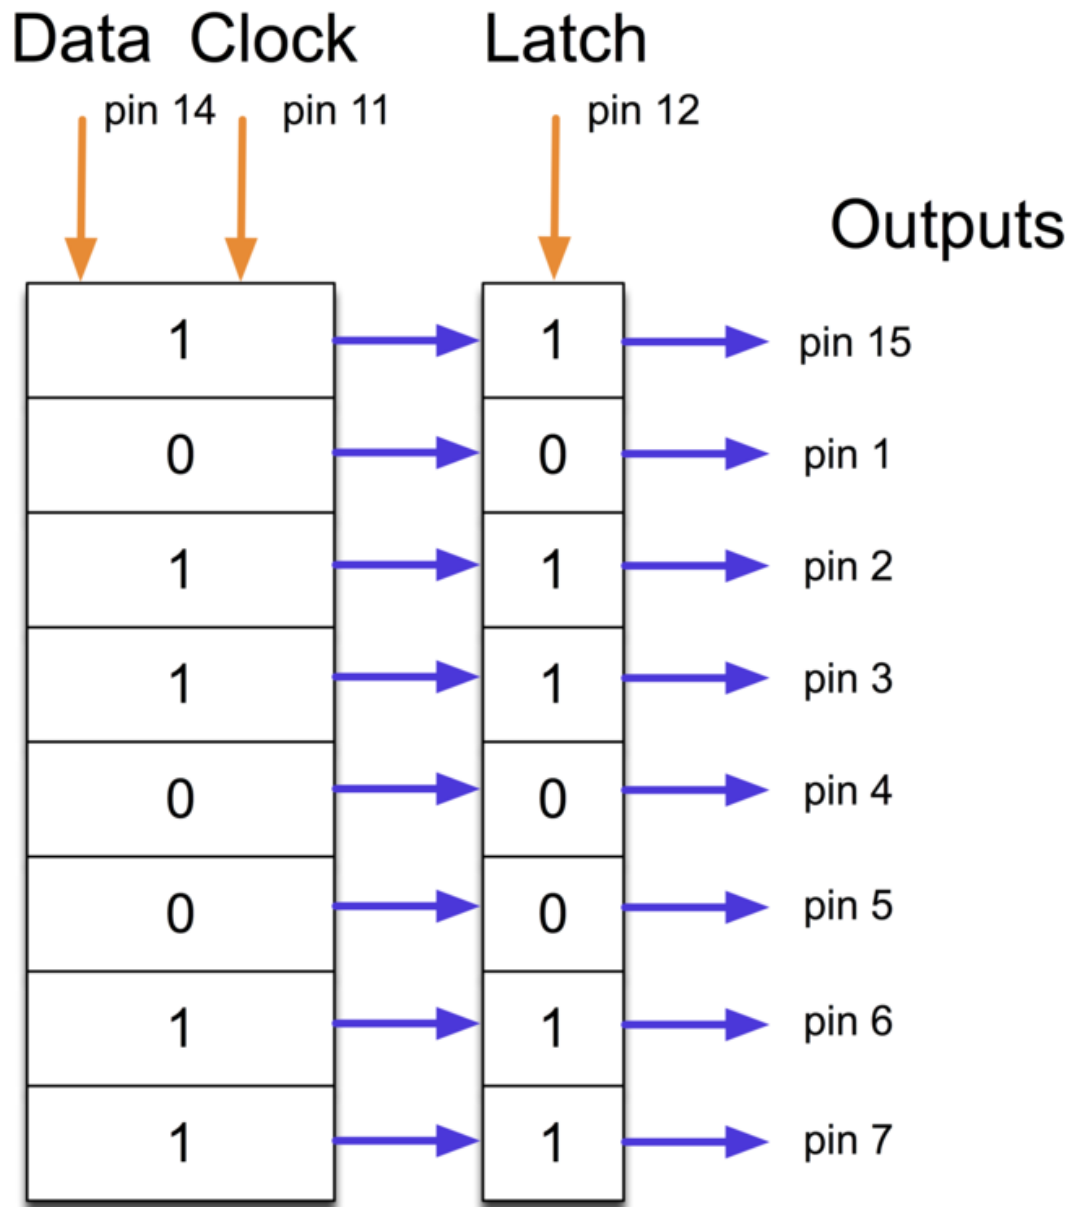 Data Clock Latch
pin 14 pin 11 pin 12
Outputs
1 1 pin 15
0 0 pin 1
1 1 pin 2
1 1 pin 3
0 0 pin 4
0 0 pin 5
1 1 pin 6
1 1 pin 7